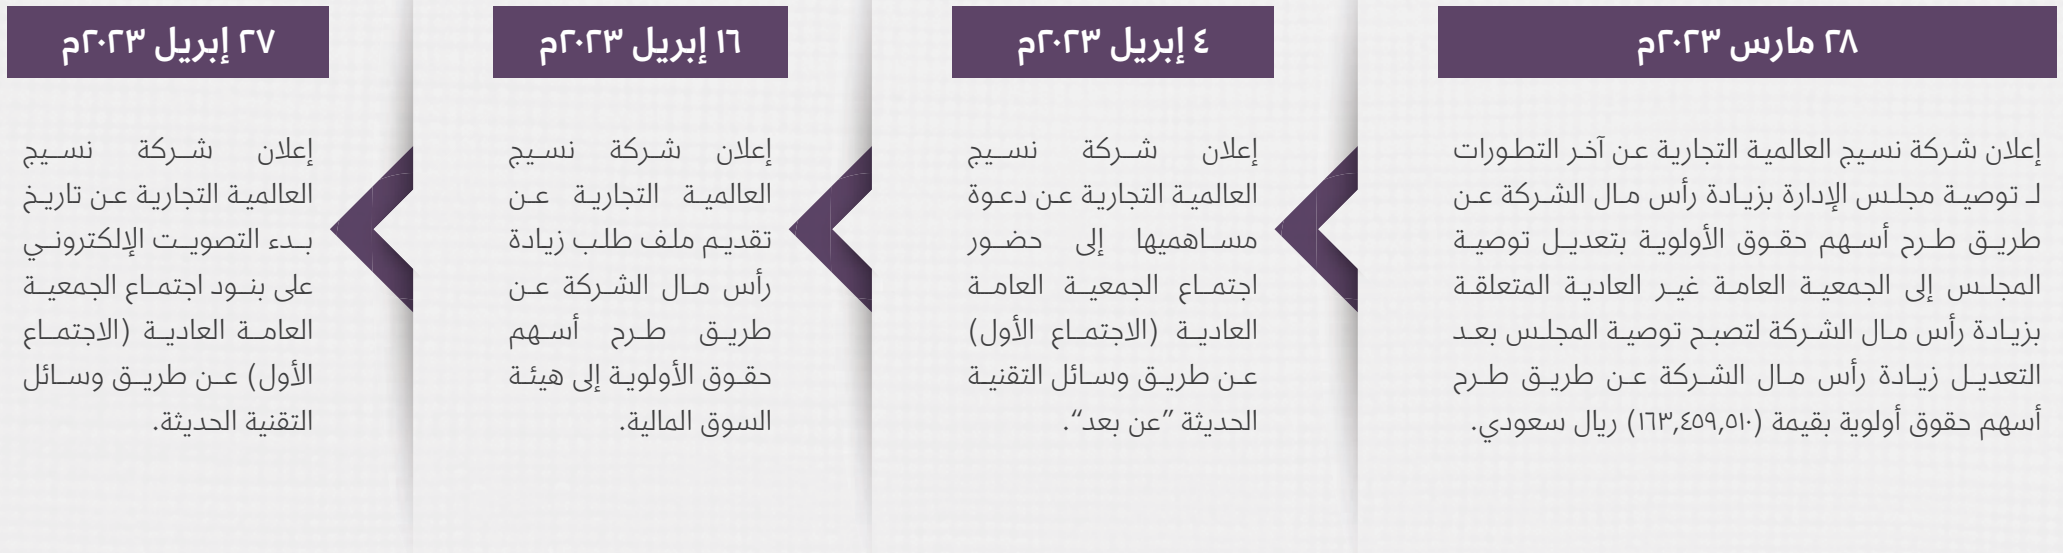 ٢٨ مارس ٢٠٢٣م
إعلان شركة نسيج العالمية التجارية عن آخر التطورات
لـ توصية مجلس الإدارة بزيادة رأس مال الشركة عن
طريق طرح أسهم حقوق الأولوية بتعديل توصية
المجلس إلى الجمعية العامة غير العادية المتعلقة
بزيادة رأس مال الشركة لتصبح توصية المجلس بعد
التعديل زيادة رأس مال الشركة عن طريق طرح
أسهم حقوق أولوية بقيمة (١٦٣,٤٥٩,٥١٠) ريال سعودي.
٤ إبريل ٢٠٢٣م
إعلان شركة نسيج
العالمية التجارية عن دعوة
مساهميها إلى حضور
اجتماع الجمعية العامة
العادية (الاجتماع الأول)
عن طريق وسائل التقنية
الحديثة ”عن بعد“.
١٦ إبريل ٢٠٢٣م
إعلان شركة نسيج
العالمية التجارية عن
تقديم ملف طلب زيادة
رأس مال الشركة عن
طريق طرح أسهم
حقوق الأولوية إلى هيئة
السوق المالية.
٢٧ إبريل ٢٠٢٣م
إعلان شركة نسيج
العالمية التجارية عن تاريخ
بدء التصويت الإلكتروني
على بنود اجتماع الجمعية
العامة العادية (الاجتماع
الأول) عن طريق وسائل
التقنية الحديثة.